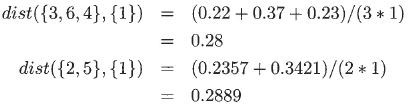 dist({3, 6, 4}, {1}) = (0.22 + 0.37 + 0.23)/(3 * 1)
= 0.28
dist({2, 5}, {1}) = (0.2357 + 0.3421)/(2 * 1)
= 0.2889